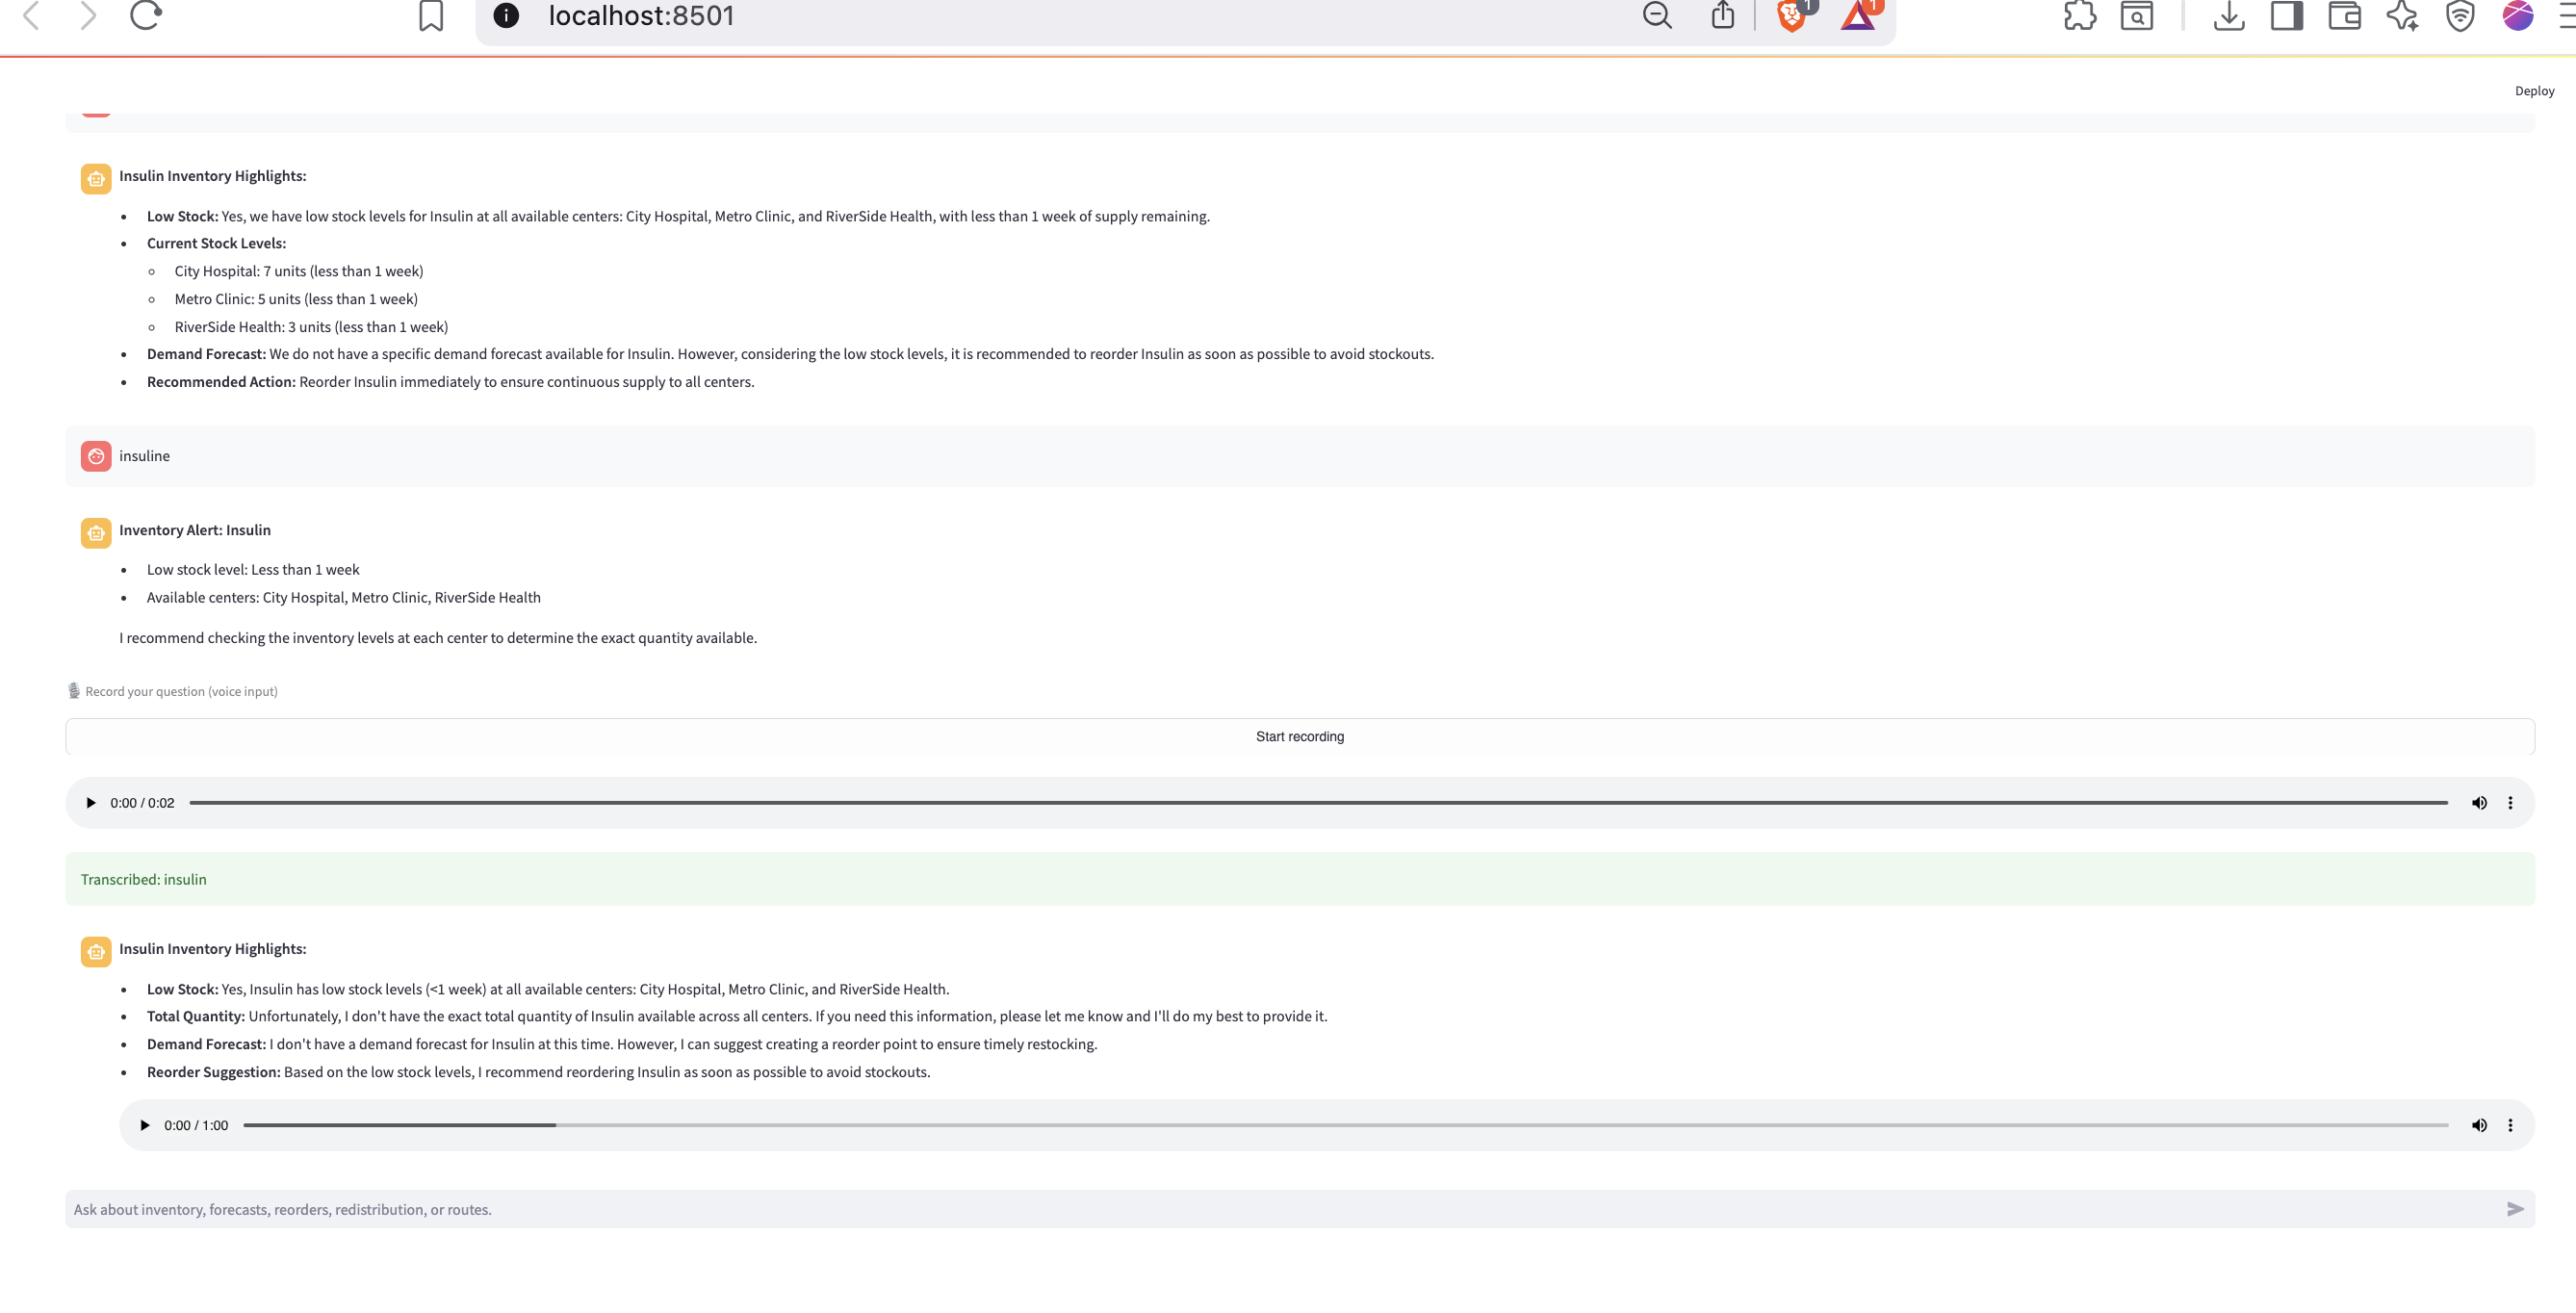 localhost:8501
1
1
Deploy
Insulin Inventory Highlights:
• Low Stock: Yes, we have low stock levels for Insulin at all available centers: City Hospital, Metro Clinic, and RiverSide Health, with less than 1 week of supply remaining.
• Current Stock Levels:
◦ City Hospital: 7 units (less than 1 week)
◦ Metro Clinic: 5 units (less than 1 week)
◦ RiverSide Health: 3 units (less than 1 week)
• Demand Forecast: We do not have a specific demand forecast available for Insulin. However, considering the low stock levels, it is recommended to reorder Insulin as soon as possible to avoid stockouts.
• Recommended Action: Reorder Insulin immediately to ensure continuous supply to all centers.
insuline
Inventory Alert: Insulin
• Low stock level: Less than 1 week
• Available centers: City Hospital, Metro Clinic, RiverSide Health
I recommend checking the inventory levels at each center to determine the exact quantity available.
Record your question (voice input)
Start recording
0:00 / 0:02
Transcribed: insulin
Insulin Inventory Highlights:
• Low Stock: Yes, Insulin has low stock levels (<1 week) at all available centers: City Hospital, Metro Clinic, and RiverSide Health.
• Total Quantity: Unfortunately, I don't have the exact total quantity of Insulin available across all centers. If you need this information, please let me know and I'll do my best to provide it.
• Demand Forecast: I don't have a demand forecast for Insulin at this time. However, I can suggest creating a reorder point to ensure timely restocking.
• Reorder Suggestion: Based on the low stock levels, I recommend reordering Insulin as soon as possible to avoid stockouts.
0:00 / 1:00
Ask about inventory, forecasts, reorders, redistribution, or routes.